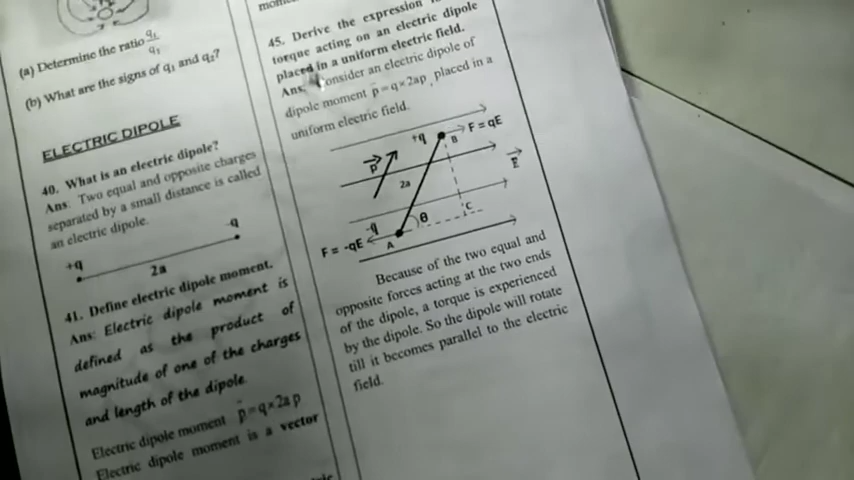 (a) Determine the ratio q₁/q₂
(b) What are the signs of q₁ and q₂?
ELECTRIC DIPOLE
40. What is an electric dipole?
Ans: Two equal and opposite charges
separated by a small distance is called
an electric dipole.
+q -q
2a
41. Define electric dipole moment.
Ans: Electric dipole moment is
defined as the product of
magnitude of one of the charges
and length of the dipole.
Electric dipole moment p=q×2a p
Electric dipole moment is a vector
45. Derive the expression
torque acting on an electric dipole
placed in a uniform electric field.
Ans: Consider an electric dipole of
dipole moment p=q×2ap, placed in a
uniform electric field.
+q B F = qE
p
2a
E
-q θ C
F = -qE A
Because of the two equal and
opposite forces acting at the two ends
of the dipole, a torque is experienced
by the dipole. So the dipole will rotate
till it becomes parallel to the electric
field.